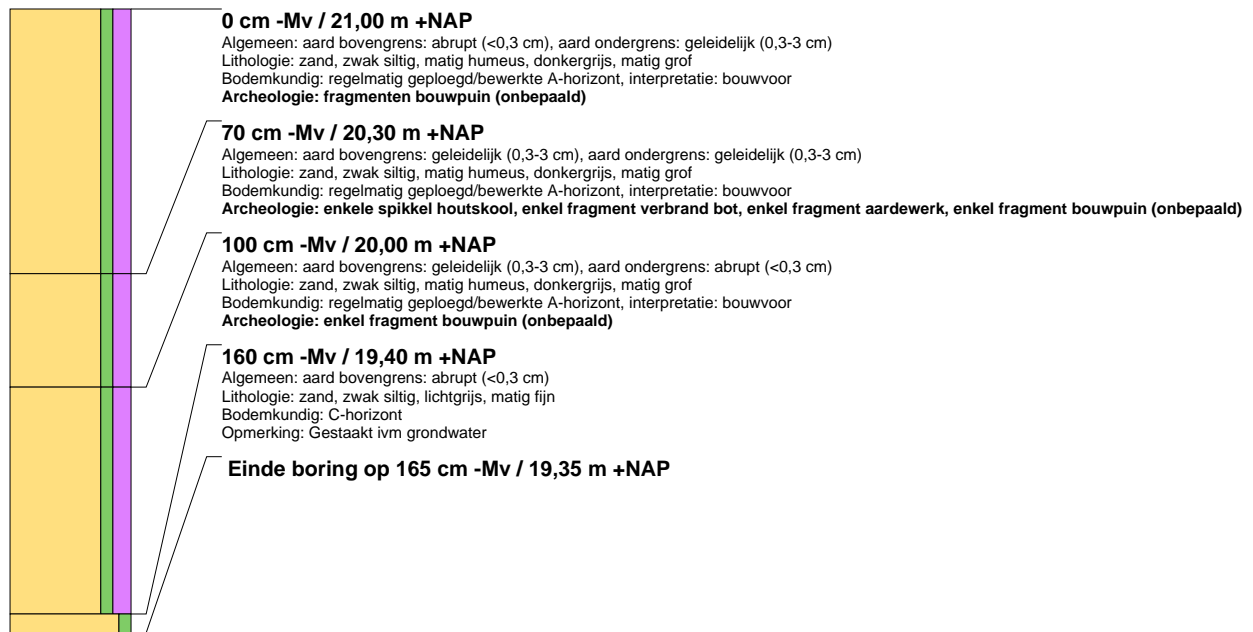 0 cm -Mv / 21,00 m +NAP
Algemeen: aard bovengrens: abrupt (<0,3 cm), aard ondergrens: geleidelijk (0,3-3 cm)
Lithologie: zand, zwak siltig, matig humeus, donkergrijs, matig grof
Bodemkundig: regelmatig geploegd/bewerkte A-horizont, interpretatie: bouwvoor
Archeologie: fragmenten bouwpuin (onbepaald)
70 cm -Mv / 20,30 m +NAP
Algemeen: aard bovengrens: geleidelijk (0,3-3 cm), aard ondergrens: geleidelijk (0,3-3 cm)
Lithologie: zand, zwak siltig, matig humeus, donkergrijs, matig grof
Bodemkundig: regelmatig geploegd/bewerkte A-horizont, interpretatie: bouwvoor
Archeologie: enkele spikkel houtskool, enkel fragment verbrand bot, enkel fragment aardewerk, enkel fragment bouwpuin (onbepaald)
100 cm -Mv / 20,00 m +NAP
Algemeen: aard bovengrens: geleidelijk (0,3-3 cm), aard ondergrens: abrupt (<0,3 cm)
Lithologie: zand, zwak siltig, matig humeus, donkergrijs, matig grof
Bodemkundig: regelmatig geploegd/bewerkte A-horizont, interpretatie: bouwvoor
Archeologie: enkel fragment bouwpuin (onbepaald)
160 cm -Mv / 19,40 m +NAP
Algemeen: aard bovengrens: abrupt (<0,3 cm)
Lithologie: zand, zwak siltig, lichtgrijs, matig fijn
Bodemkundig: C-horizont
Opmerking: Gestaakt ivm grondwater
Einde boring op 165 cm -Mv / 19,35 m +NAP